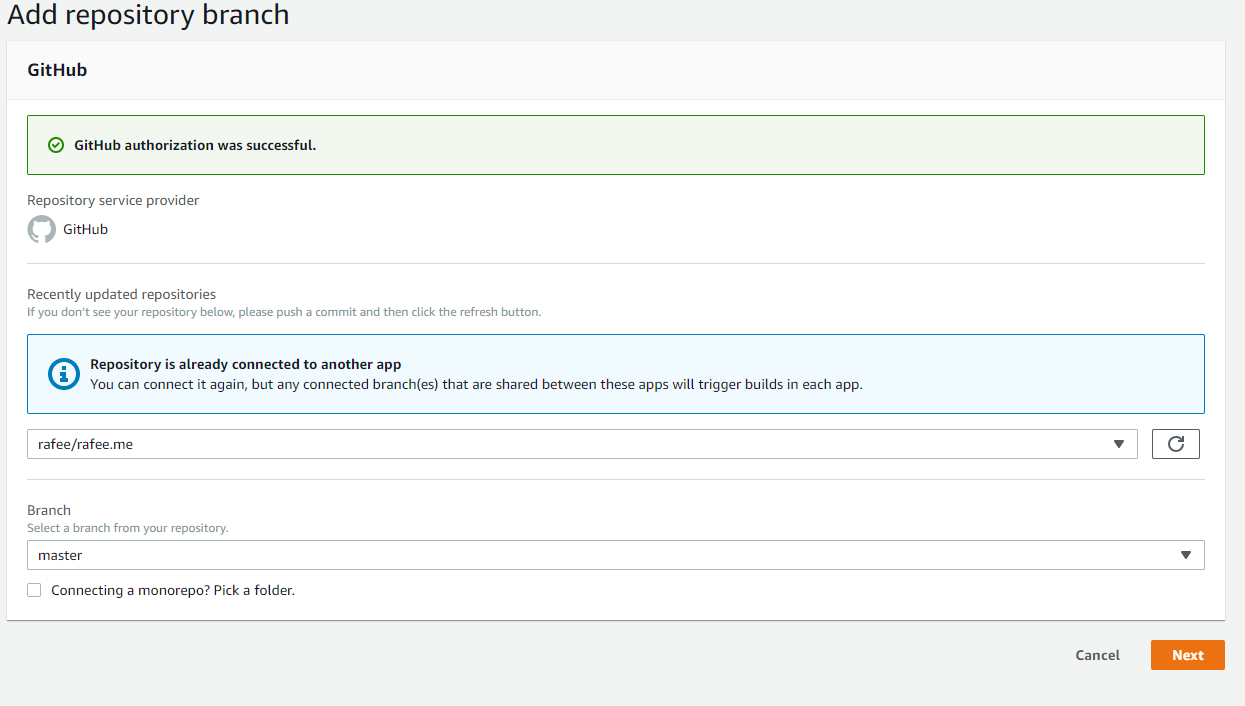 Add repository branch
GitHub
GitHub authorization was successful.
Repository service provider
GitHub
Recently updated repositories
If you don't see your repository below, please push a commit and then click the refresh button.
Repository is already connected to another app
You can connect it again, but any connected branch(es) that are shared between these apps will trigger builds in each app.
rafee/rafee.me
Branch
Select a branch from your repository.
master
Connecting a monorepo? Pick a folder.
Cancel
Next